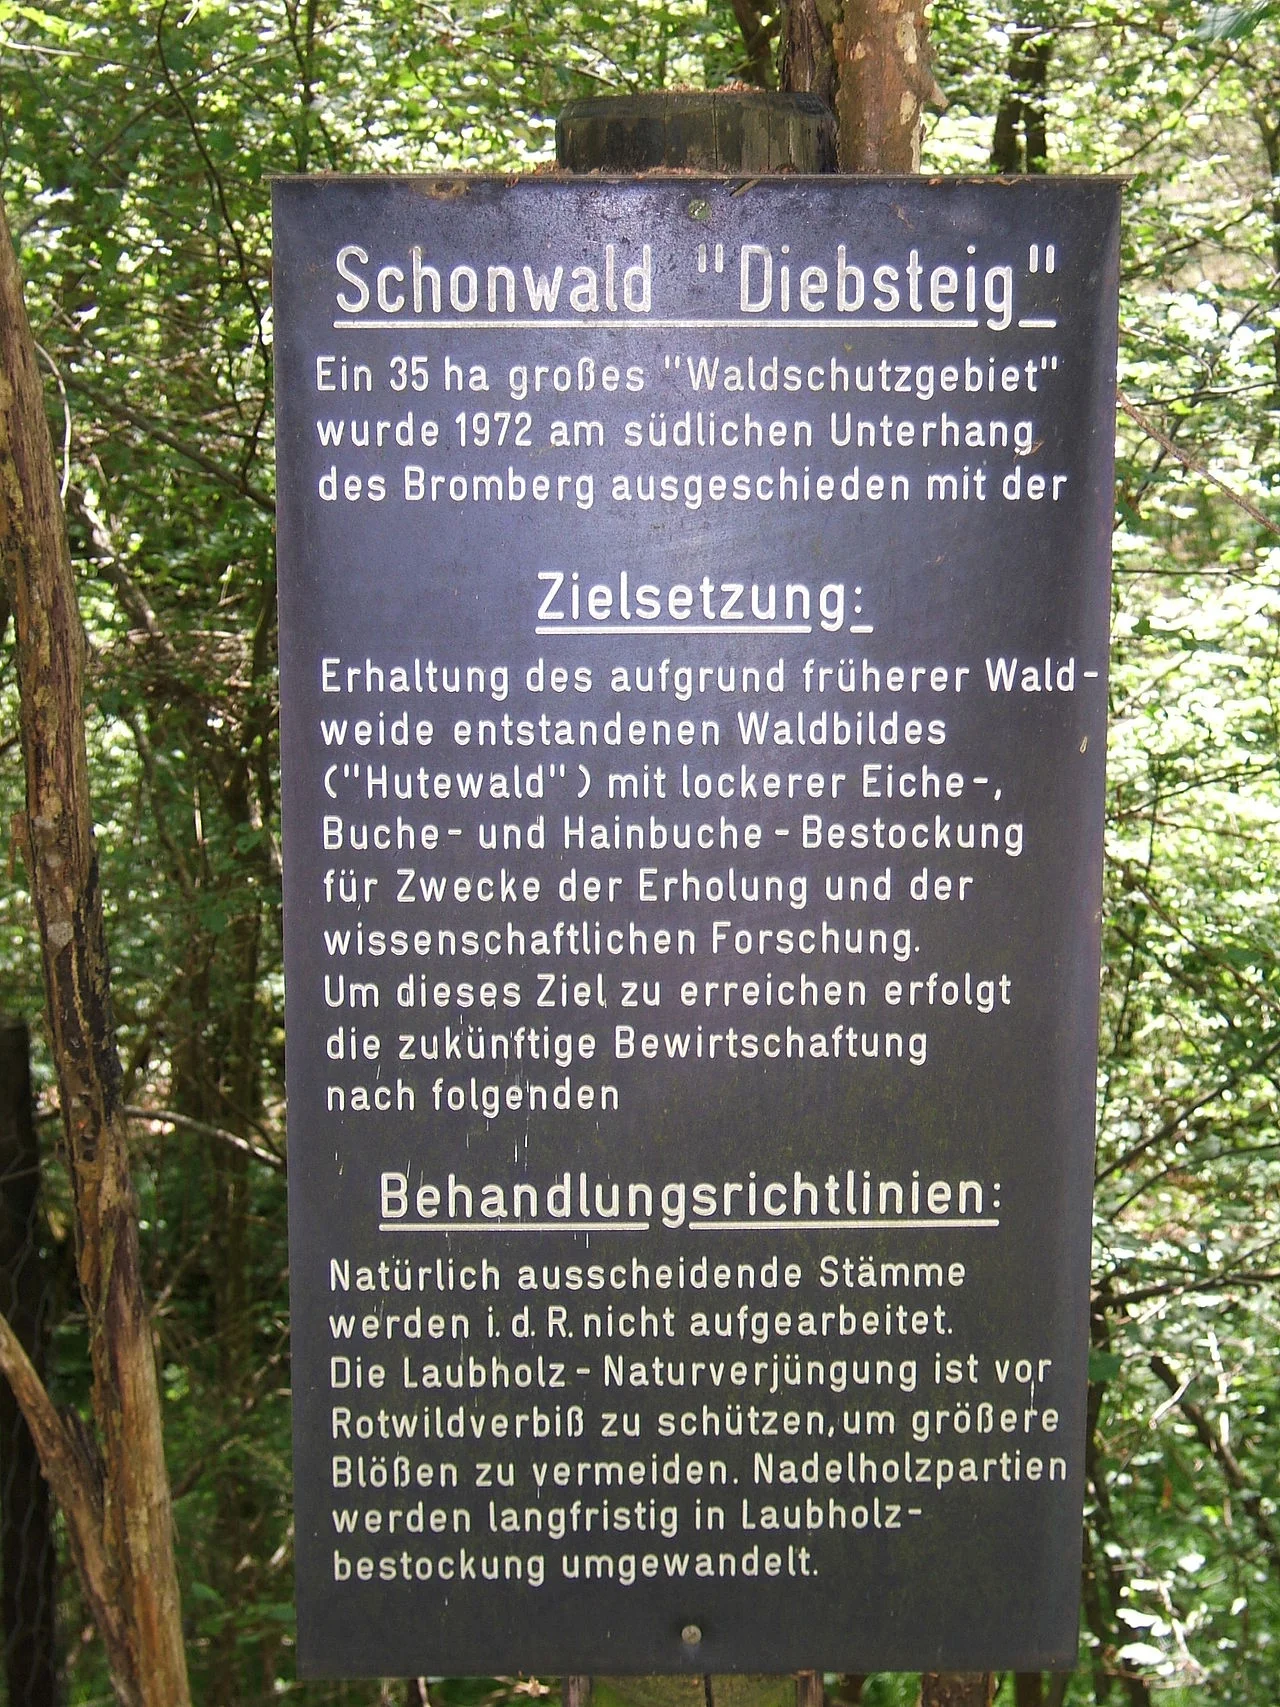 Schonwald "Diebsteig"
Ein 35 ha großes "Waldschutzgebiet"
wurde 1972 am südlichen Unterhang
des Bromberg ausgeschieden mit der
Zielsetzung:
Erhaltung des aufgrund früherer Wald-
weide entstandenen Waldbildes
("Hutewald") mit lockerer Eiche-,
Buche- und Hainbuche-Bestockung
für Zwecke der Erholung und der
wissenschaftlichen Forschung.
Um dieses Ziel zu erreichen erfolgt
die zukünftige Bewirtschaftung
nach folgenden
Behandlungsrichtlinien:
Natürlich ausscheidende Stämme
werden i.d.R. nicht aufgearbeitet.
Die Laubholz-Naturverjüngung ist vor
Rotwildverbiß zu schützen, um größere
Blößen zu vermeiden. Nadelholzpartien
werden langfristig in Laubholz-
bestockung umgewandelt.